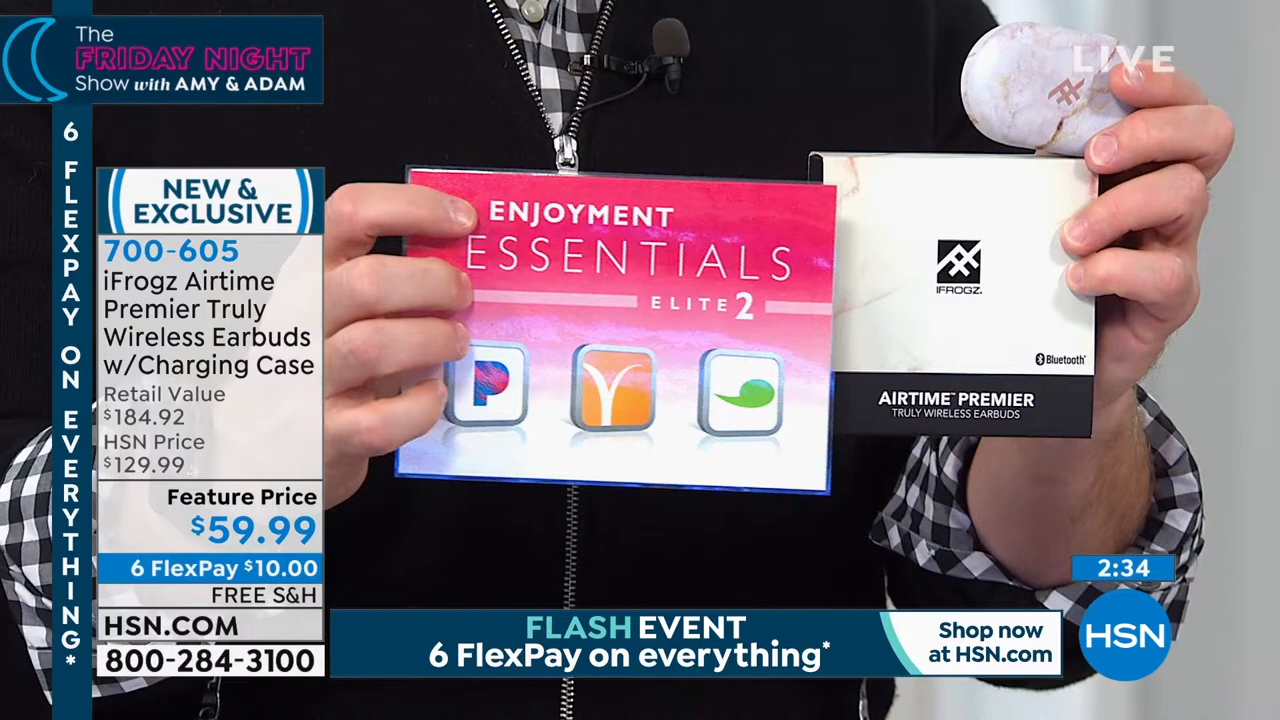 The
FRIDAY NIGHT
Show with AMY & ADAM
6 FLEXPAY ON EVERYTHING*
NEW &
EXCLUSIVE
700-605
iFrogz Airtime
Premier Truly
Wireless Earbuds
w/Charging Case
Retail Value
$184.92
HSN Price
$129.99
Feature Price
$59.99
6 FlexPay $10.00
FREE S&H
HSN.COM
800-284-3100
ENJOYMENT
ESSENTIALS
ELITE 2
LIVE
IFROGZ.
Bluetooth®
AIRTIME™ PREMIER
TRULY WIRELESS EARBUDS
FLASH EVENT
6 FlexPay on everything*
Shop now
at HSN.com
2:34
HSN